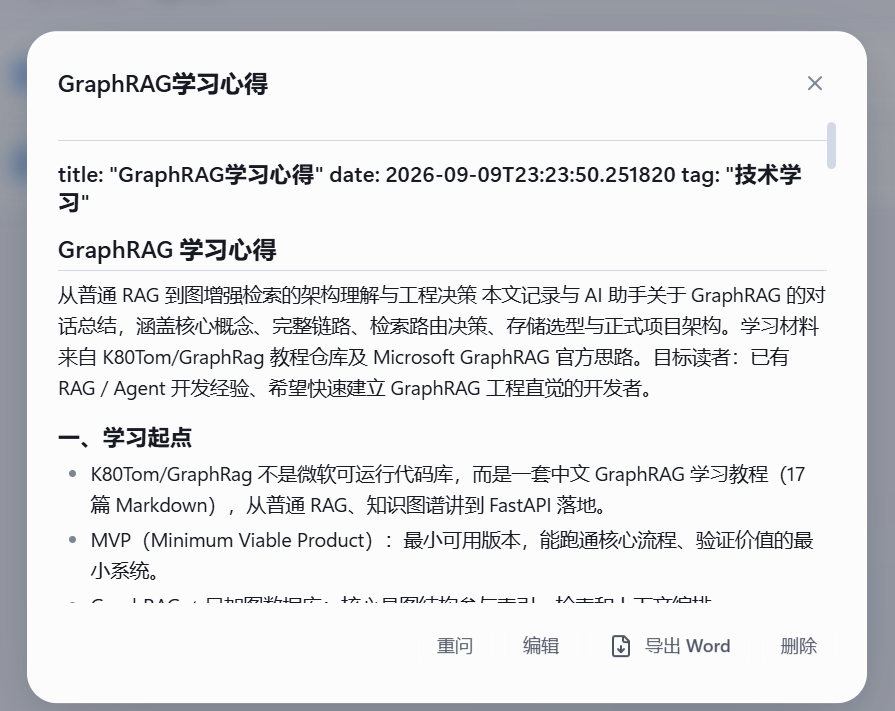 GraphRAG学习心得
title: "GraphRAG学习心得" date: 2026-09-09T23:23:50.251820 tag: "技术学
习"
GraphRAG 学习心得
从普通 RAG 到图增强检索的架构理解与工程决策 本文记录与 AI 助手关于 GraphRAG 的对
话总结，涵盖核心概念、完整链路、检索路由决策、存储选型与正式项目架构。学习材料
来自 K80Tom/GraphRag 教程仓库及 Microsoft GraphRAG 官方思路。目标读者：已有
RAG / Agent 开发经验、希望快速建立 GraphRAG 工程直觉的开发者。
一、学习起点
K80Tom/GraphRag 不是微软可运行代码库，而是一套中文 GraphRAG 学习教程（17
篇 Markdown），从普通 RAG、知识图谱讲到 FastAPI 落地。
MVP（Minimum Viable Product）：最小可用版本，能跑通核心流程、验证价值的最
小系统。
重问 编辑 导出 Word 删除